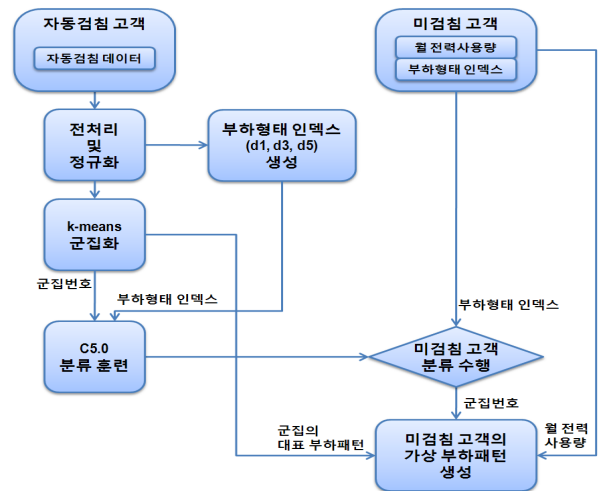 자동검침 고객
자동검침 데이터
미검침 고객
월 전력사용량
부하형태 인덱스
전처리
및
정규화
부하형태 인덱스
(d1, d3, d5)
생성
k-means
군집화
군집번호
부하형태 인덱스
부하형태 인덱스
C5.0
분류 훈련
미검침 고객
분류 수행
군집번호
군집의
대표 부하패턴
미검침 고객의
가상 부하패턴
생성
월 전력
사용량